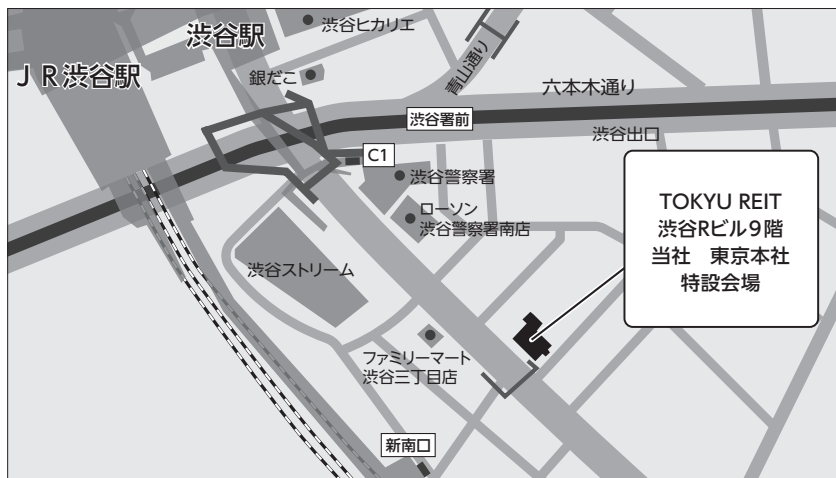 渋谷駅
渋谷ヒカリエ
JR渋谷駅
銀だこ
青山通り
六本木通り
渋谷署前
渋谷出口
C1
渋谷警察署
ローソン
渋谷警察署南店
TOKYU REIT
渋谷Rビル9階
当社 東京本社
特設会場
渋谷ストリーム
ファミリーマート
渋谷三丁目店
新南口